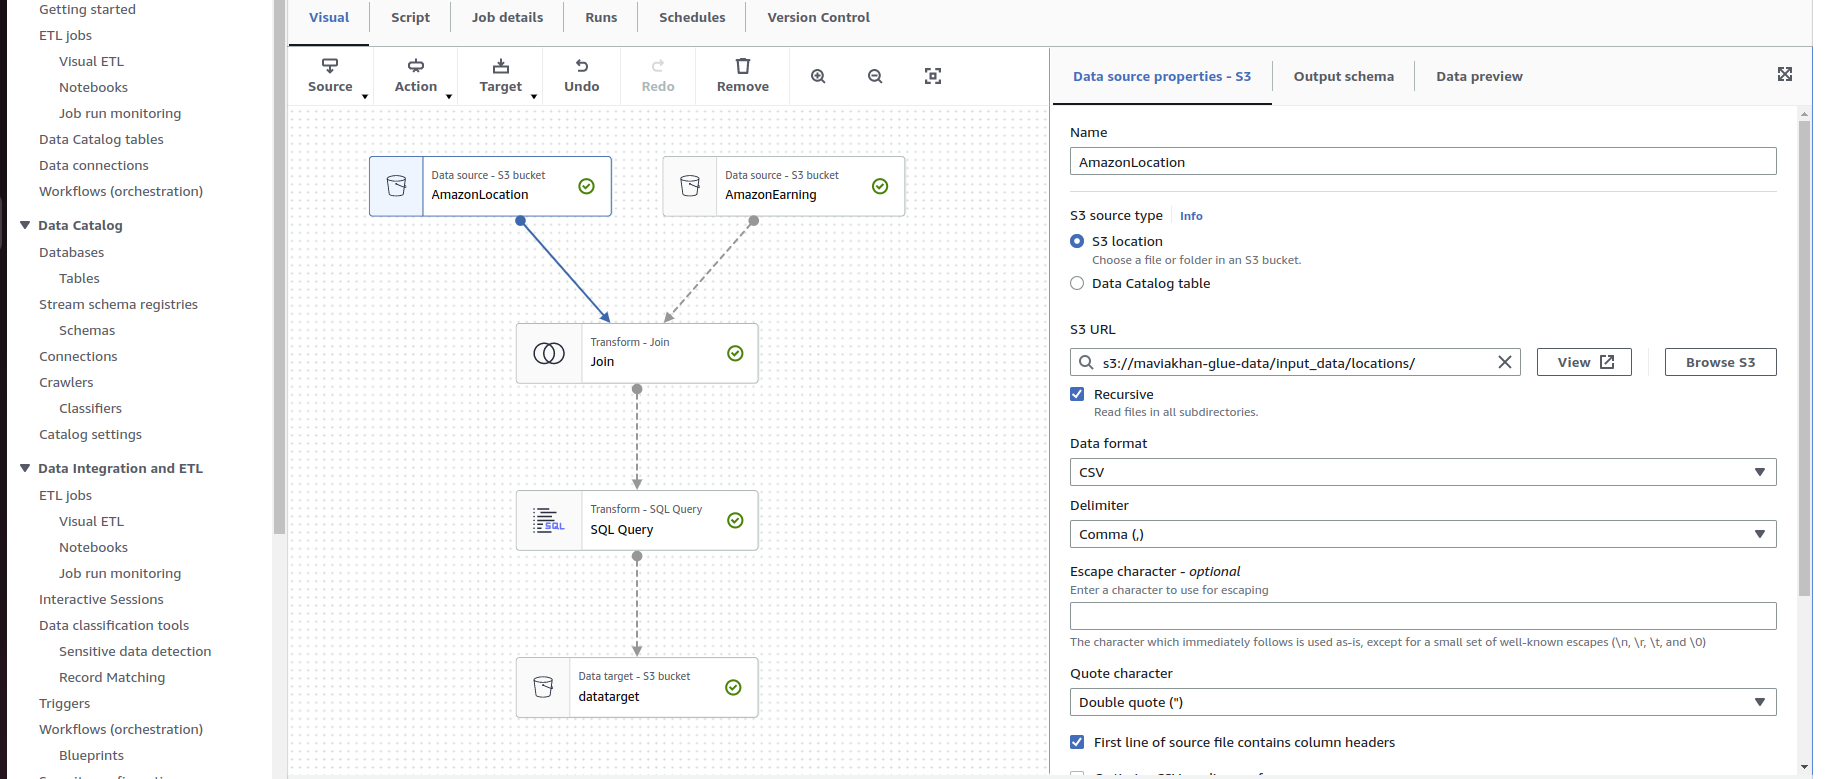 Getting started
ETL jobs
Visual ETL
Notebooks
Job run monitoring
Data Catalog tables
Data connections
Workflows (orchestration)
Data Catalog
Databases
Tables
Stream schema registries
Schemas
Connections
Crawlers
Classifiers
Catalog settings
Data Integration and ETL
ETL jobs
Visual ETL
Notebooks
Job run monitoring
Interactive Sessions
Data classification tools
Sensitive data detection
Record Matching
Triggers
Workflows (orchestration)
Blueprints
Visual Script Job details Runs Schedules Version Control
Source Action Target Undo Redo Remove
Data source - S3 bucket
AmazonLocation
Data source - S3 bucket
AmazonEarning
Transform - Join
Join
Transform - SQL Query
SQL Query
SQL
Data target - S3 bucket
datatarget
Data source properties - S3 Output schema Data preview
Name
AmazonLocation
S3 source type Info
S3 location
Choose a file or folder in an S3 bucket.
Data Catalog table
S3 URL
s3://maviakhan-glue-data/input_data/locations/ View Browse S3
Recursive
Read files in all subdirectories.
Data format
CSV
Delimiter
Comma (,)
Escape character - optional
Enter a character to use for escaping
The character which immediately follows is used as-is, except for a small set of well-known escapes (\n, \r, \t, and \0)
Quote character
Double quote (")
First line of source file contains column headers